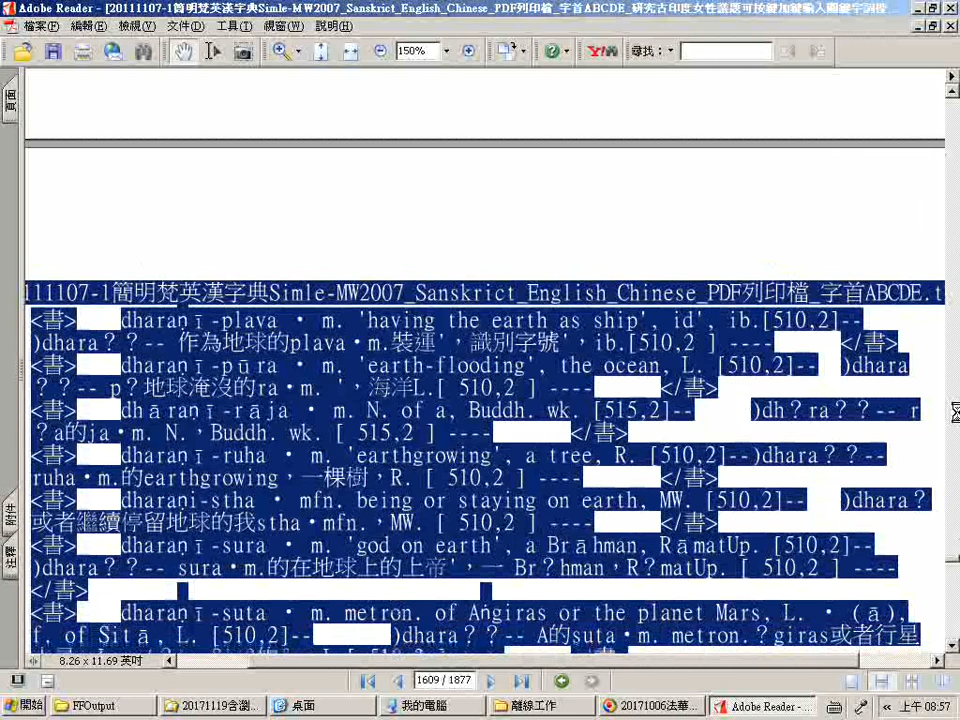 Adobe Reader - [20111107-1簡明梵英漢字典Simle-MW2007_Sanskrict_English_Chinese_PDF列印檔_字首ABCDE_研究古印度女性議題可按
檔案(F) 編輯(E) 檢視(V) 文件(D) 工具(T) 視窗(W) 說明(H)
150% Y! 尋找:
頁面
111107-1簡明梵英漢字典Simle-MW2007_Sanskrict_English_Chinese_PDF列印檔_字首ABCDE.t
<書> dharaṇī-plava • m. 'having the earth as ship', id', ib.[510,2]--
)dhara??-- 作為地球的plava•m.裝運',識別字號',ib.[510,2 ] ---- </書>
<書> dharaṇī-pūra • m. 'earth-flooding', the ocean, L. [510,2]-- )dhara
??-- p?地球淹沒的ra•m. ',海洋L.[ 510,2 ] ---- </書>
<書> dhāraṇī-rāja • m. N. of a, Buddh. wk. [515,2]-- )dh?ra??-- r
?a的ja•m. N.,Buddh. wk. [ 515,2 ] ---- </書>
<書> dharaṇī-ruha • m. 'earthgrowing', a tree, R. [510,2]--)dhara??--
ruha•m.的earthgrowing,一棵樹,R. [ 510,2 ] ---- </書>
<書> dharaṇi-stha • mfn. being or staying on earth, MW. [510,2]-- )dhara?
或者繼續停留地球的我stha•mfn.,MW. [ 510,2 ] ---- </書>
<書> dharaṇī-sura • m. 'god on earth', a Brāhman, RāmatUp. [510,2]--
)dhara??-- sura•m.的在地球上的上帝',一 Br?hman,R?matUp. [ 510,2 ] ----
</書>
<書> dharaṇī-suta • m. metron. of Aṅgiras or the planet Mars, L. • (ā),
f, of Sitā, L. [510,2]-- )dhara??-- A的suta•m. metron.?giras或者行星
附件
注釋
8.26 x 11.69 英吋
1609 / 1877
開始 FFOutput 20171119含瀏... 桌面 我的電腦 離線工作 20171006法華... Adobe Reader - ... 上午 08:57